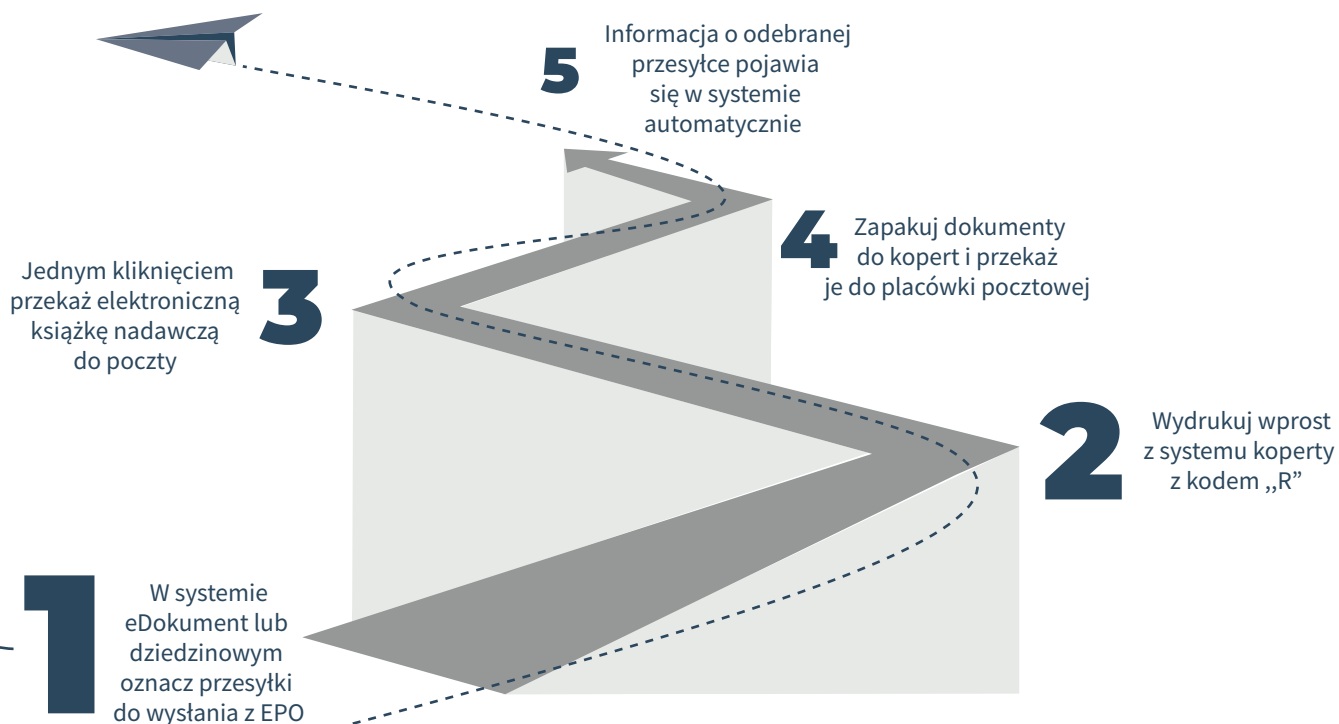 5
Informacja o odebranej
przesyłce pojawia
się w systemie
automatycznie
4
Zapakuj dokumenty
do kopert i przekaż
je do placówki pocztowej
3
Jednym kliknięciem
przekaż elektroniczną
książkę nadawczą
do poczty
2
Wydrukuj wprost
z systemu koperty
z kodem ,,R”
1
W systemie
eDokument lub
dziedzinowym
oznacz przesyłki
do wysłania z EPO